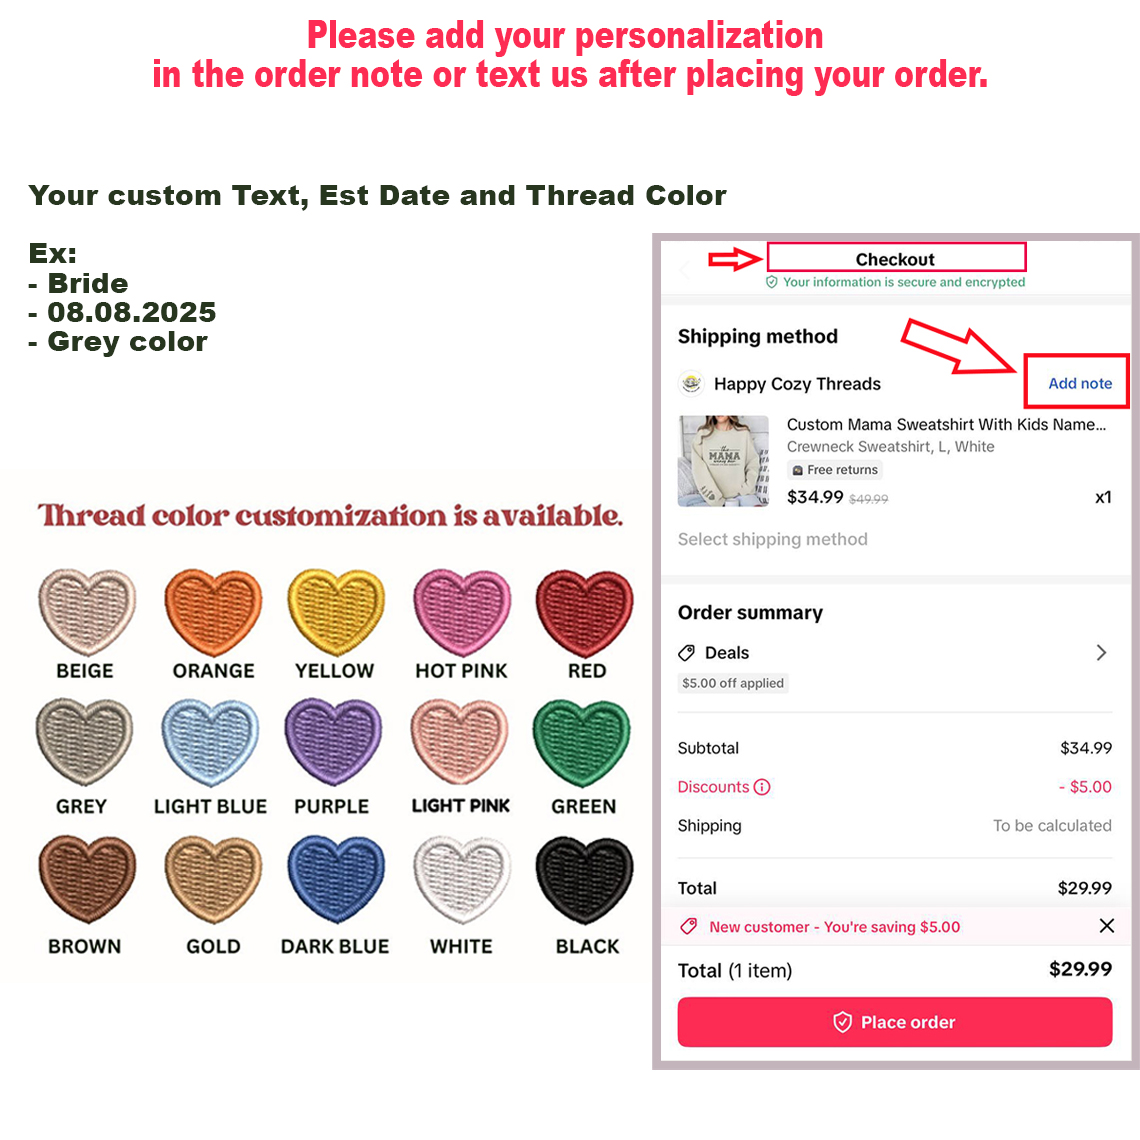 Please add your personalization
in the order note or text us after placing your order.
Your custom Text, Est Date and Thread Color
Ex:
- Bride
- 08.08.2025
- Grey color
Thread color customization is available.
BEIGE
ORANGE
YELLOW
HOT PINK
RED
GREY
LIGHT BLUE
PURPLE
LIGHT PINK
GREEN
BROWN
GOLD
DARK BLUE
WHITE
BLACK
Checkout
Your information is secure and encrypted
Shipping method
Happy Cozy Threads
Add note
Custom Mama Sweatshirt With Kids Name...
Crewneck Sweatshirt, L, White
Free returns
$34.99 $49.99
x1
MAMA
Select shipping method
Order summary
Deals
$5.00 off applied
Subtotal
$34.99
Discounts
- $5.00
Shipping
To be calculated
Total
$29.99
New customer - You're saving $5.00
Total (1 item)
$29.99
Place order